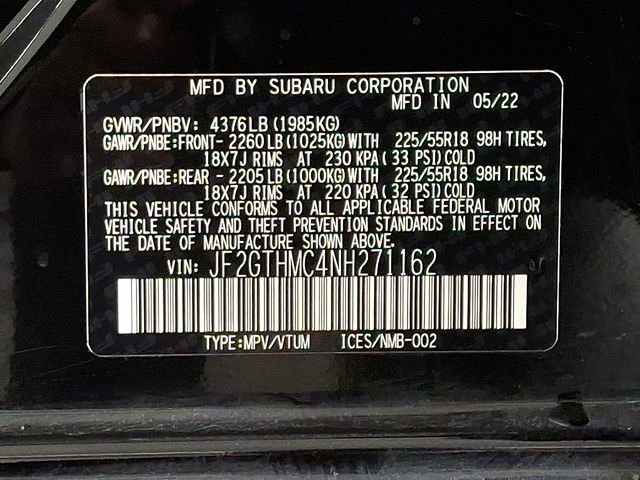 MFD BY SUBARU CORPORATION
MFD IN 05/22
GVWR/PNBV: 4376LB(1985KG)
GAWR/PNBE:FRONT- 2260LB(1025KG)WITH 225/55R18 98H TIRES,
18X7J RIMS AT 230 KPA(33 PSI)COLD
GAWR/PNBE:REAR - 2205LB(1000KG)WITH 225/55R18 98H TIRES,
18X7J RIMS AT 220 KPA(32 PSI)COLD
THIS VEHICLE CONFORMS TO ALL APPLICABLE FEDERAL MOTOR
VEHICLE SAFETY AND THEFT PREVENTION STANDARDS IN EFFECT ON
THE DATE OF MANUFACTURE SHOWN ABOVE.
VIN: JF2GTHMC4NH271162
TYPE:MPV/VTUM ICES/NMB-002